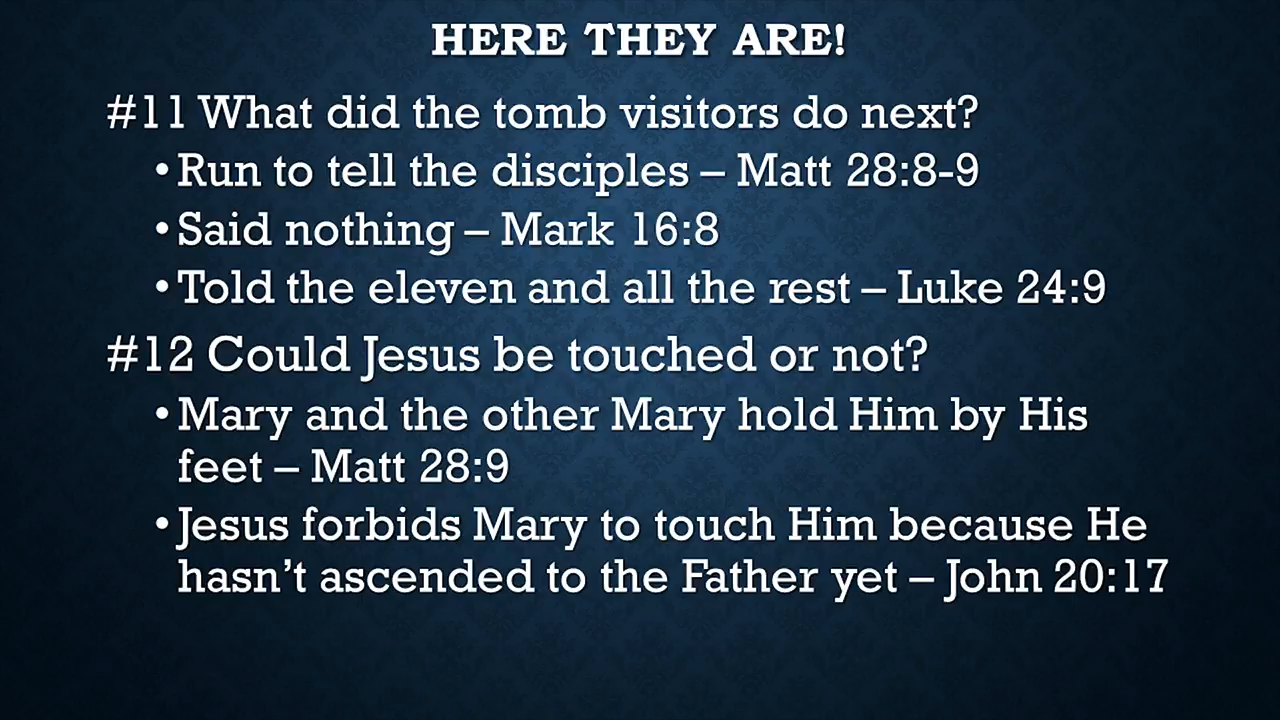 HERE THEY ARE!
#11 What did the tomb visitors do next?
•Run to tell the disciples – Matt 28:8-9
•Said nothing – Mark 16:8
•Told the eleven and all the rest – Luke 24:9
#12 Could Jesus be touched or not?
•Mary and the other Mary hold Him by His
feet – Matt 28:9
•Jesus forbids Mary to touch Him because He
hasn’t ascended to the Father yet – John 20:17